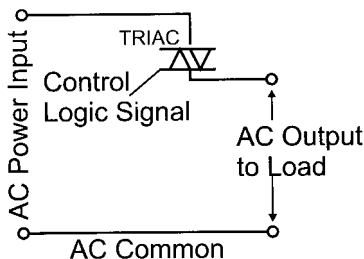 TRIAC
Control
Logic Signal
AC Power Input
AC Output
to Load
AC Common